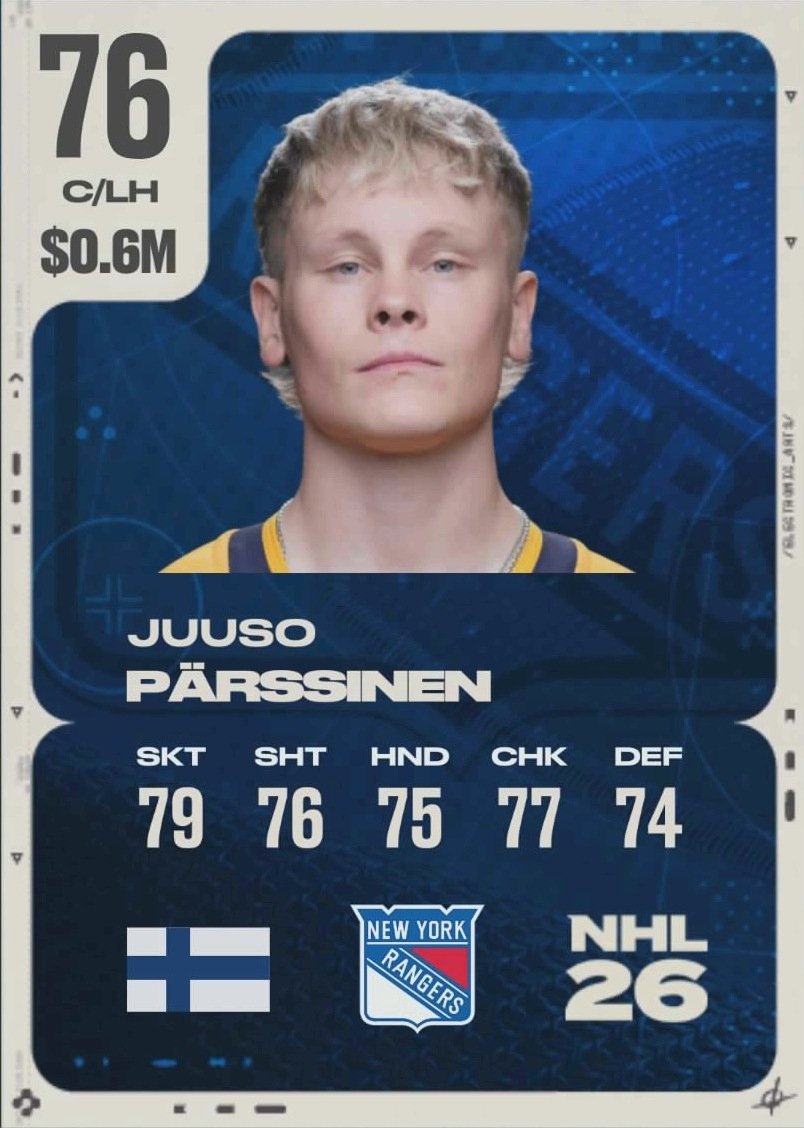 76
C/LH
$0.6M
JUUSO
PÄRSSINEN
SKT SHT HND CHK DEF
79 76 75 77 74
NEW YORK
RANGERS
NHL
26